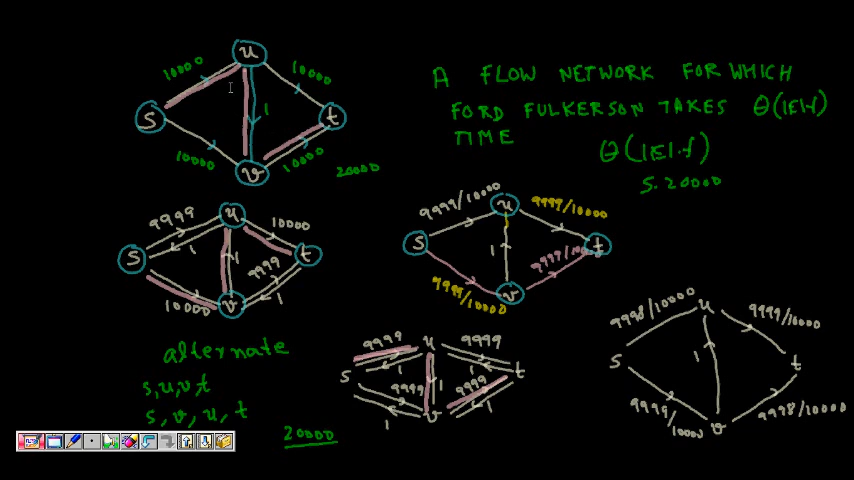 u
10000
10000
S
1
t
10000
10000
v
20000
A FLOW NETWORK FOR WHICH
FORD FULKERSON TAKES Θ(|E|·f)
TIME
Θ(|E|·f)
5·20000
9999
u
10000
S
1
1
t
9999
10000
1
v
9999/10000
u
9999/10000
S
1
t
9999/10000
v
9998/10000
u
9999/10000
S
1
t
9999/10000
v
9998/10000
9999
u
9999
1
1
S
9999
1
9999
t
1
v
1
alternate
s,u,v,t
s, v, u, t
20000